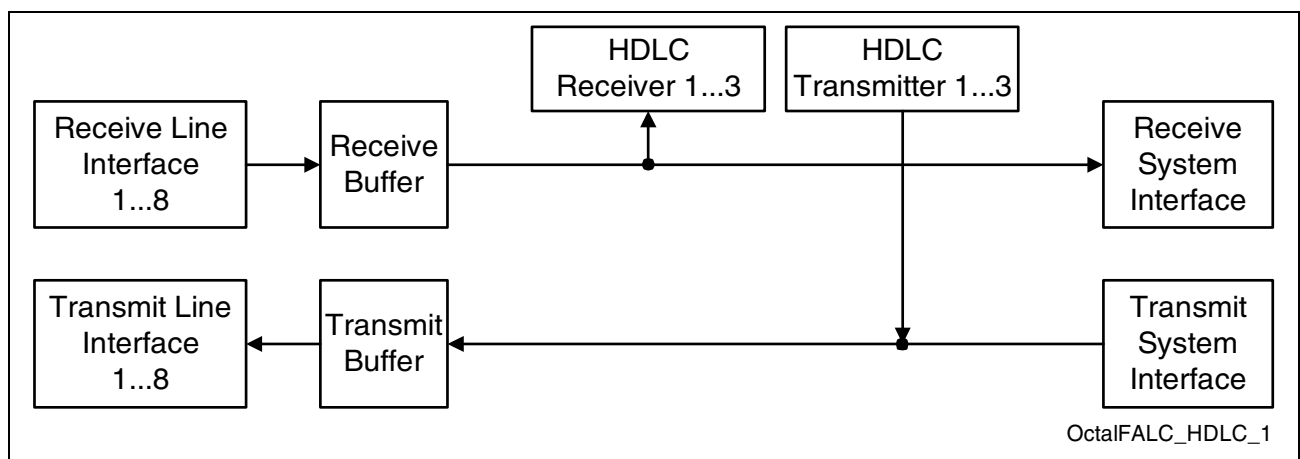 HDLC
Receiver 1...3
HDLC
Transmitter 1...3
Receive Line
Interface
1...8
Receive
Buffer
Receive
System
Interface
Transmit Line
Interface
1...8
Transmit
Buffer
Transmit
System
Interface
OctalFALC_HDLC_1